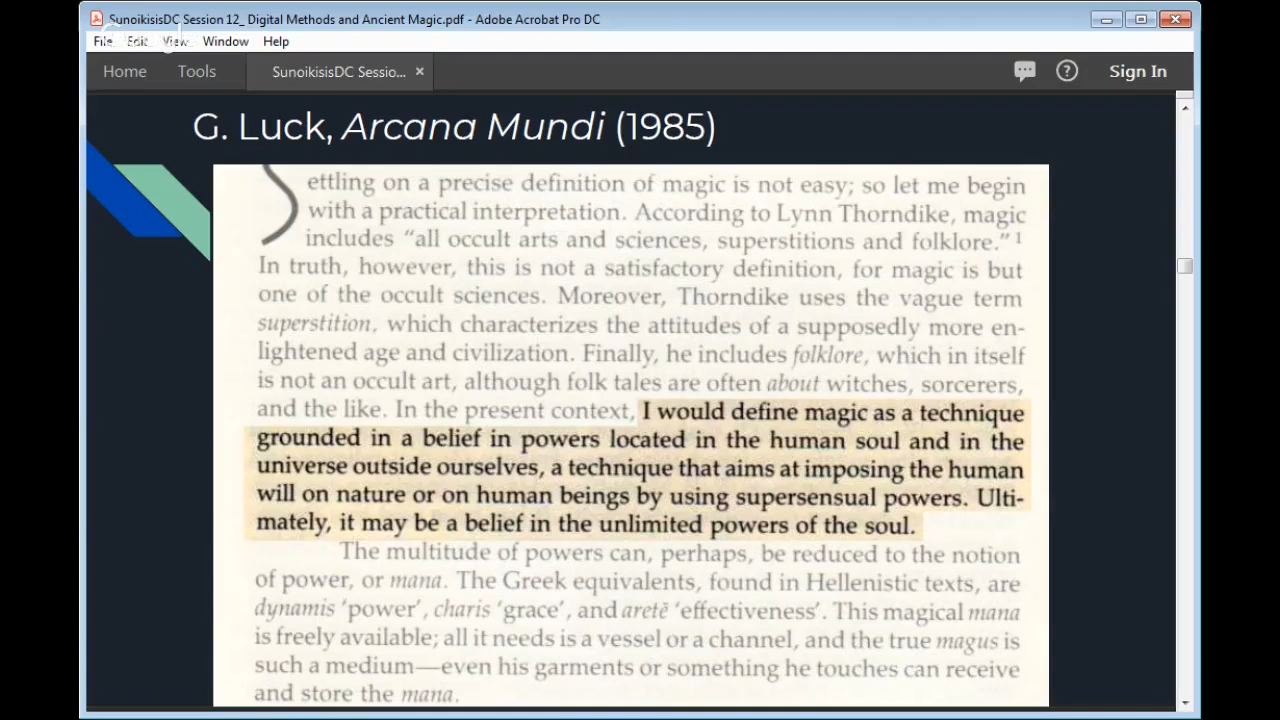 SunoikisisDC Session 12_ Digital Methods and Ancient Magic.pdf - Adobe Acrobat Pro DC
File Edit View Window Help
Home Tools SunoikisisDC Sessio... × Sign In
G. Luck, Arcana Mundi (1985)
Settling on a precise definition of magic is not easy; so let me begin
with a practical interpretation. According to Lynn Thorndike, magic
includes “all occult arts and sciences, superstitions and folklore.”¹
In truth, however, this is not a satisfactory definition, for magic is but
one of the occult sciences. Moreover, Thorndike uses the vague term
superstition, which characterizes the attitudes of a supposedly more en-
lightened age and civilization. Finally, he includes folklore, which in itself
is not an occult art, although folk tales are often about witches, sorcerers,
and the like. In the present context, I would define magic as a technique
grounded in a belief in powers located in the human soul and in the
universe outside ourselves, a technique that aims at imposing the human
will on nature or on human beings by using supersensual powers. Ulti-
mately, it may be a belief in the unlimited powers of the soul.
The multitude of powers can, perhaps, be reduced to the notion
of power, or mana. The Greek equivalents, found in Hellenistic texts, are
dynamis ‘power’, charis ‘grace’, and aretē ‘effectiveness’. This magical mana
is freely available; all it needs is a vessel or a channel, and the true magus is
such a medium—even his garments or something he touches can receive
and store the mana.